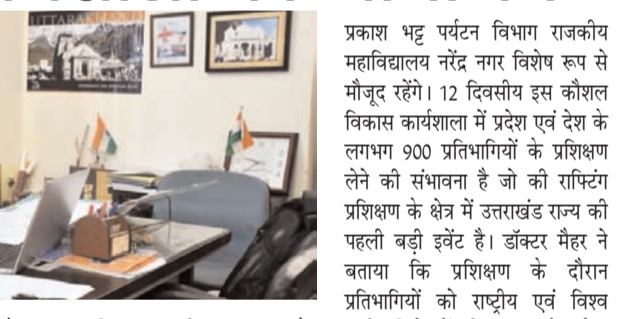 UTTARAKHAND
प्रकाश भट्ट पर्यटन विभाग राजकीय
महाविद्यालय नरेंद्र नगर विशेष रूप से
मौजूद रहेंगे। 12 दिवसीय इस कौशल
विकास कार्यशाला में प्रदेश एवं देश के
लगभग 900 प्रतिभागियों के प्रशिक्षण
लेने की संभावना है जो की राफ्टिंग
प्रशिक्षण के क्षेत्र में उत्तराखंड राज्य की
पहली बड़ी इवेंट है। डॉक्टर मैहर ने
बताया कि प्रशिक्षण के दौरान
प्रतिभागियों को राष्ट्रीय एवं विश्व